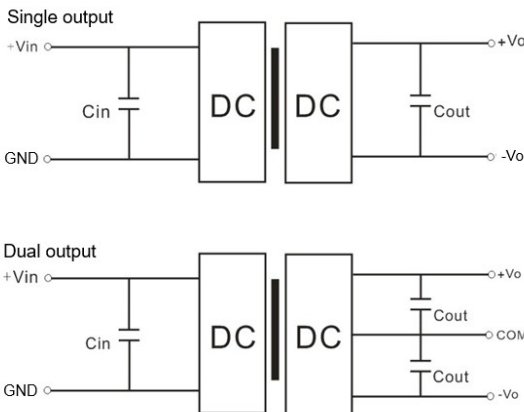 Single output
+Vin
+Vo
DC
DC
Cin
Cout
GND
-Vo
Dual output
+Vin
+Vo
Cout
DC
DC
COM
Cin
Cout
GND
-Vo